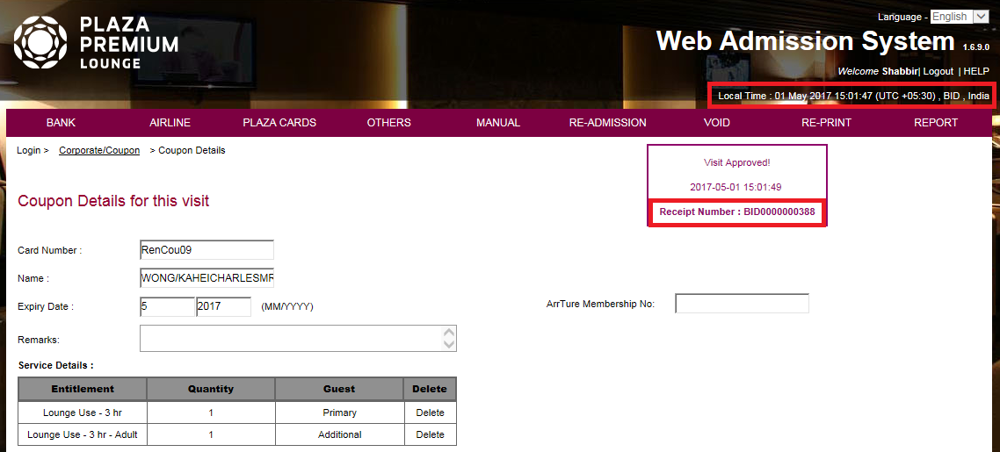 PLAZA
PREMIUM
LOUNGE
Language - English
Web Admission System 1.6.9.0
Welcome Shabbir| Logout | HELP
Local Time : 01 May 2017 15:01:47 (UTC +05:30) , BID , India
BANK AIRLINE PLAZA CARDS OTHERS MANUAL RE-ADMISSION VOID RE-PRINT REPORT
Login > Corporate/Coupon > Coupon Details
Visit Approved!
2017-05-01 15:01:49
Receipt Number : BID0000000388
Coupon Details for this visit
Card Number : RenCou09
Name : WONG/KAHEICHARLESMR
Expiry Date : 5 2017 (MM/YYYY)
ArrTure Membership No:
Remarks:
Service Details :
Entitlement Quantity Guest Delete
Lounge Use - 3 hr 1 Primary Delete
Lounge Use - 3 hr - Adult 1 Additional Delete